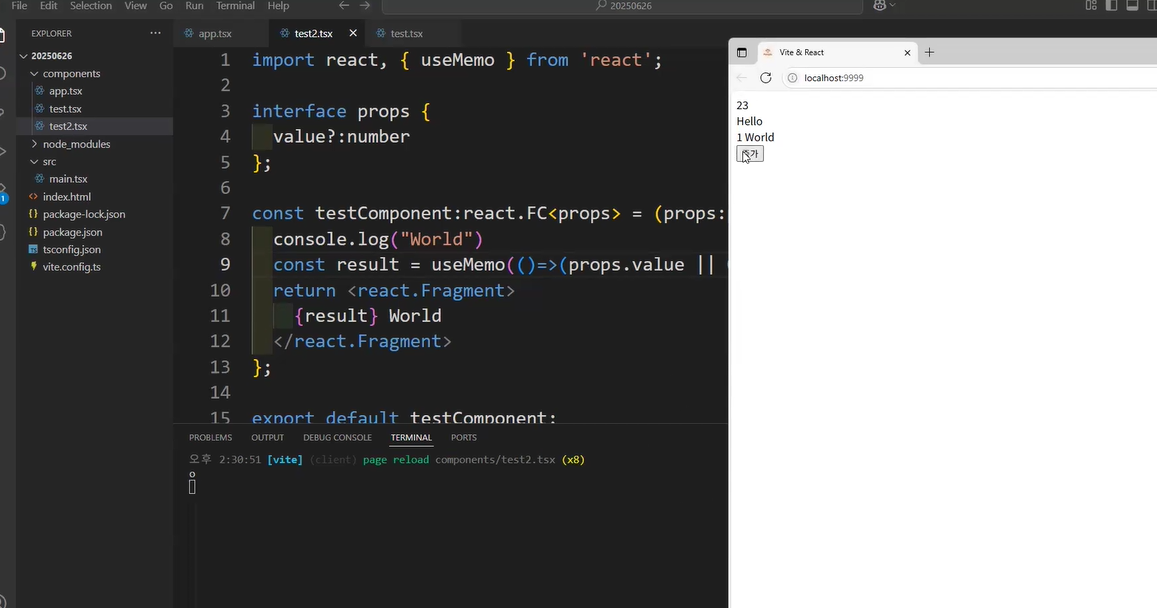 File Edit Selection View Go Run Terminal Help
20250626
EXPLORER
20250626
components
app.tsx
test.tsx
test2.tsx
node_modules
src
main.tsx
index.html
package-lock.json
package.json
tsconfig.json
vite.config.ts
1
app.tsx test2.tsx test.tsx
1 import react, { useMemo } from 'react';
2
3 interface props {
4 value?:number
5 };
6
7 const testComponent:react.FC<props> = (props:
8 console.log("World")
9 const result = useMemo(()=>(props.value ||
10 return <react.Fragment>
11 {result} World
12 </react.Fragment>
13 };
14
15 export default testComponent;
PROBLEMS OUTPUT DEBUG CONSOLE TERMINAL PORTS
오후 2:30:51 [vite] (client) page reload components/test2.tsx (x8)
o
Vite & React
localhost:9999
23
Hello
1 World